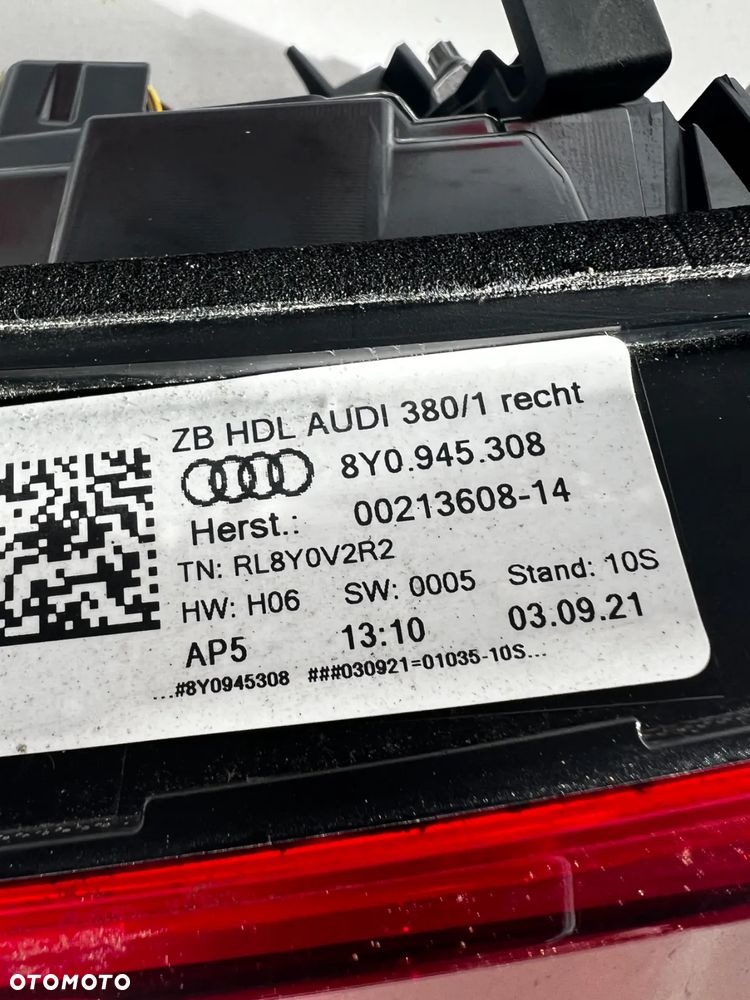 ZB HDL AUDI 380/1 recht
8Y0.945.308
Herst.: 00213608-14
TN: RL8Y0V2R2
HW: H06 SW: 0005 Stand: 10S
AP5 13:10 03.09.21
...#8Y0945308 ###030921=01035-10S...
OTOMOTO